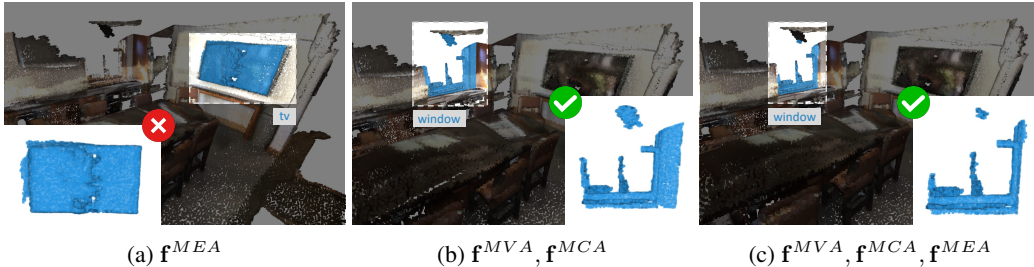 tv
window
window
(a) f^{MEA}
(b) f^{MVA}, f^{MCA}
(c) f^{MVA}, f^{MCA}, f^{MEA}